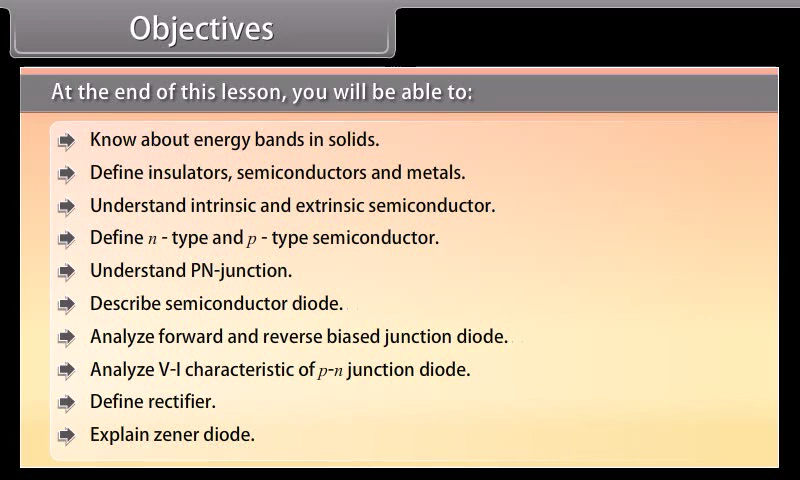 Objectives
At the end of this lesson, you will be able to:
Know about energy bands in solids.
Define insulators, semiconductors and metals.
Understand intrinsic and extrinsic semiconductor.
Define n - type and p - type semiconductor.
Understand PN-junction.
Describe semiconductor diode.
Analyze forward and reverse biased junction diode.
Analyze V-I characteristic of p-n junction diode.
Define rectifier.
Explain zener diode.